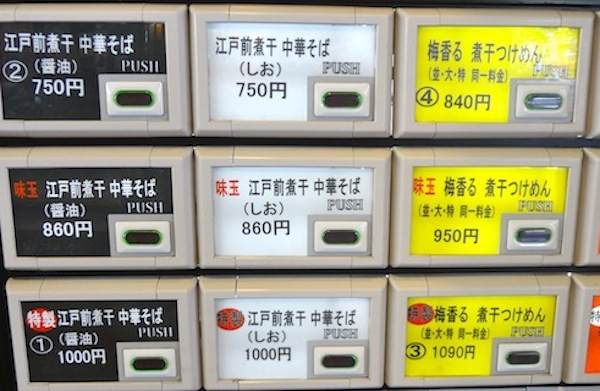 江戸前煮干 中華そば
(醤油) PUSH
② 750円
江戸前煮干 中華そば
(しお) PUSH
750円
梅香る 煮干つけめん
(並・大・特 同一料金) PUSH
④ 840円
味玉 江戸前煮干 中華そば
(醤油) PUSH
860円
味玉 江戸前煮干 中華そば
(しお) PUSH
860円
味玉 梅香る 煮干つけめん
(並・大・特 同一料金) PUSH
950円
特製 江戸前煮干 中華そば
① (醤油) PUSH
1000円
特製 江戸前煮干 中華そば
(しお) PUSH
1000円
特製 梅香る 煮干つけめん
(並・大・特 同一料金) PUSH
③ 1090円